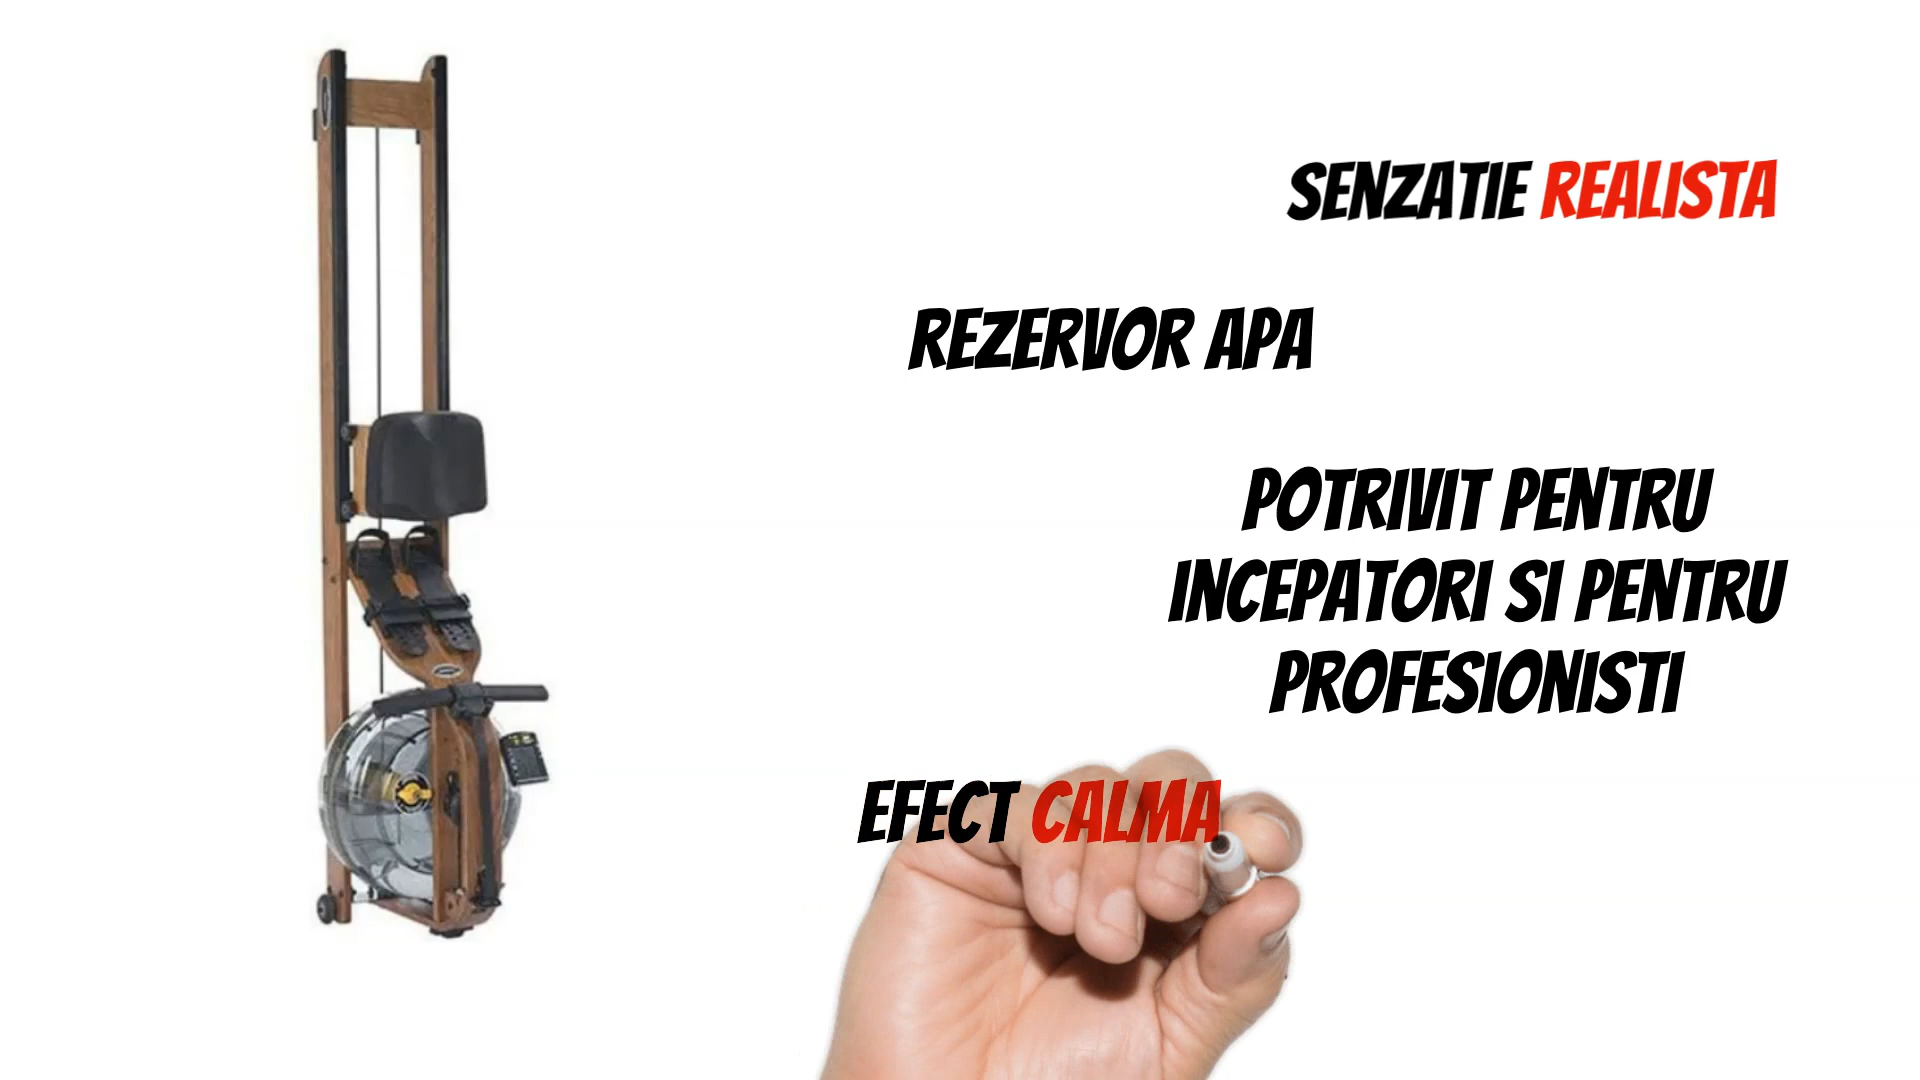 SENZATIE REALISTA
REZERVOR APA
POTRIVIT PENTRU
INCEPATORI SI PENTRU
PROFESIONISTI
EFECT CALMA